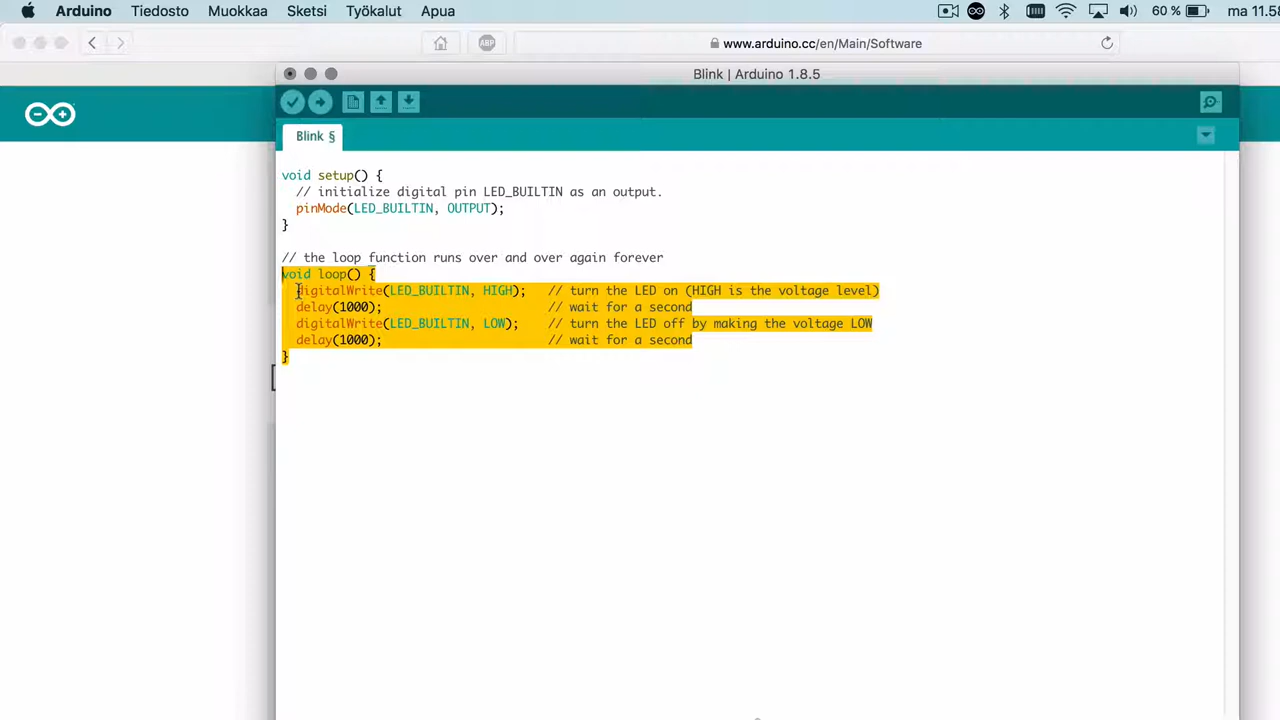 Arduino Tiedosto Muokkaa Sketsi Työkalut Apua 60 % ma 11.58
ABP www.arduino.cc/en/Main/Software
Blink | Arduino 1.8.5
Blink §
void setup() {
// initialize digital pin LED_BUILTIN as an output.
pinMode(LED_BUILTIN, OUTPUT);
}
// the loop function runs over and over again forever
void loop() {
digitalWrite(LED_BUILTIN, HIGH); // turn the LED on (HIGH is the voltage level)
delay(1000); // wait for a second
digitalWrite(LED_BUILTIN, LOW); // turn the LED off by making the voltage LOW
delay(1000); // wait for a second
}